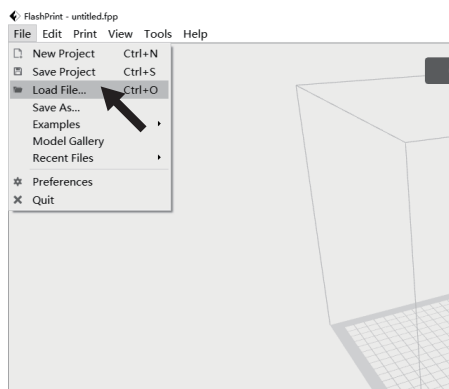 FlashPrint - untitled.fpp
File Edit Print View Tools Help
New Project Ctrl+N
Save Project Ctrl+S
Load File... Ctrl+O
Save As...
Examples
Model Gallery
Recent Files
Preferences
Quit